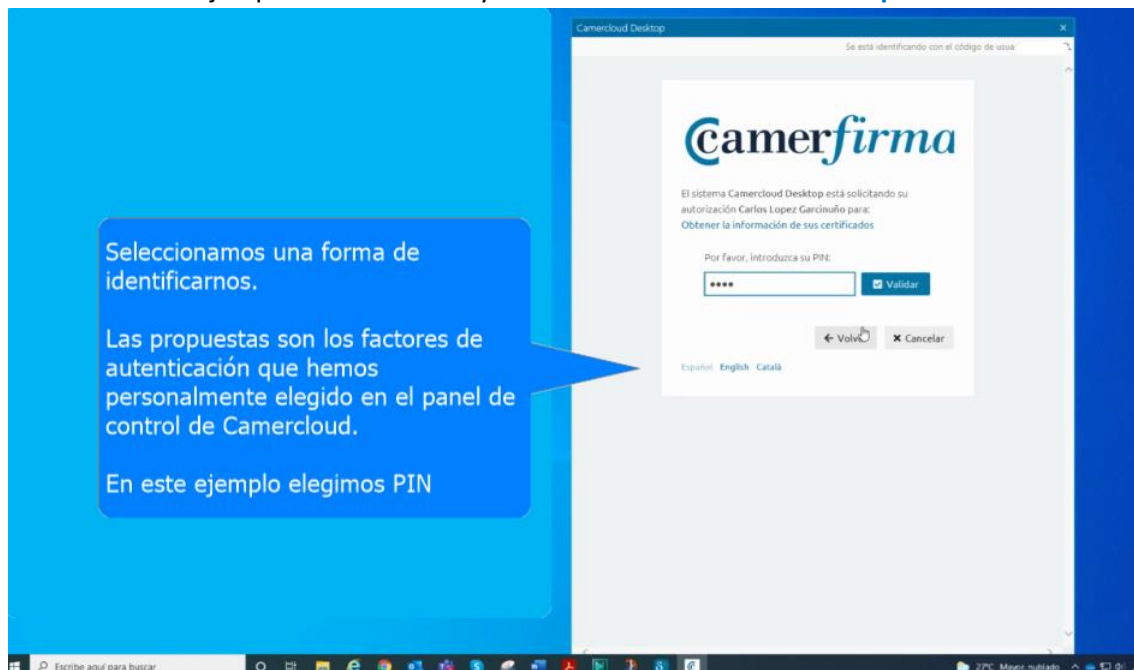 Camercloud Desktop
Se está identificando con el código de usua
camerfirma
El sistema Camercloud Desktop está solicitando su
autorización Carlos Lopez Garcinuño para:
Obtener la información de sus certificados
Por favor, introduzca su PIN:
Validar
Volve
Cancelar
Español English Català
Seleccionamos una forma de
identificarnos.
Las propuestas son los factores de
autenticación que hemos
personalmente elegido en el panel de
control de Camercloud.
En este ejemplo elegimos PIN
Escribe aquí para buscar
27ºC Mayor. nublado